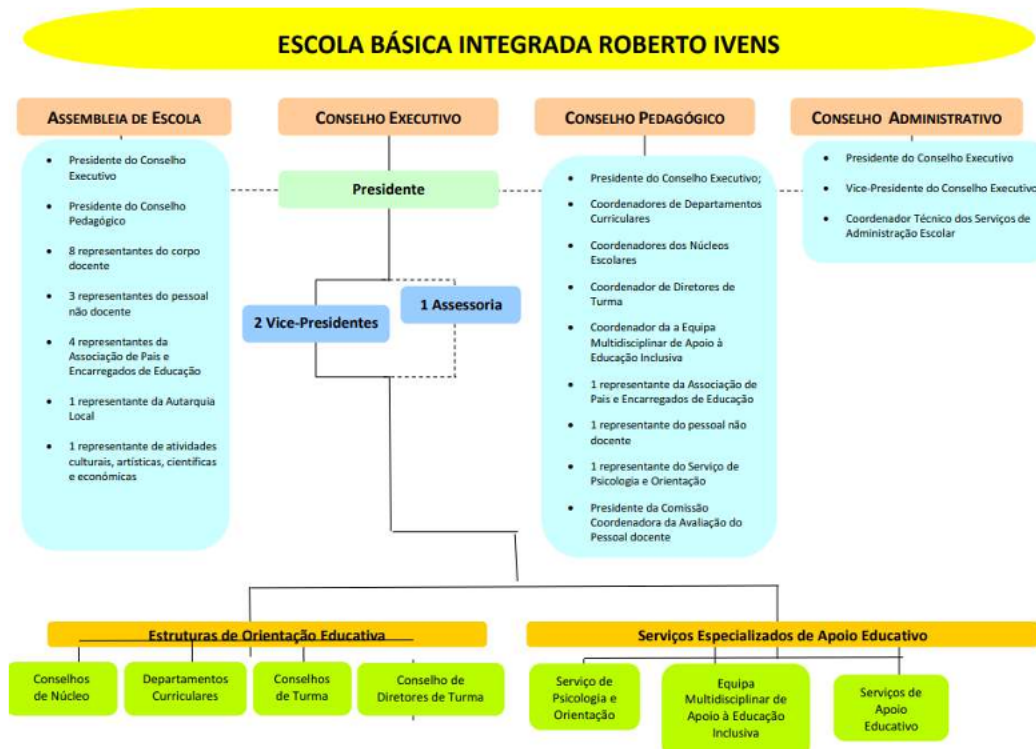 ESCOLA BÁSICA INTEGRADA ROBERTO IVENS
ASSEMBLEIA DE ESCOLA
• Presidente do Conselho
Executivo
• Presidente do Conselho
Pedagógico
• 8 representantes do corpo
docente
• 3 representantes do pessoal
não docente
• 4 representantes da
Associação de Pais e
Encarregados de Educação
• 1 representante da Autarquia
Local
• 1 representante de atividades
culturais, artísticas, científicas
e económicas
CONSELHO EXECUTIVO
Presidente
2 Vice-Presidentes
1 Assessoria
CONSELHO PEDAGÓGICO
• Presidente do Conselho Executivo;
• Coordenadores de Departamentos
Curriculares
• Coordenadores dos Núcleos
Escolares
• Coordenador de Diretores de
Turma
• Coordenador da a Equipa
Multidisciplinar de Apoio à
Educação Inclusiva
• 1 representante da Associação de
Pais e Encarregados de Educação
• 1 representante do pessoal não
docente
• 1 representante do Serviço de
Psicologia e Orientação
• Presidente da Comissão
Coordenadora da Avaliação do
Pessoal docente
CONSELHO ADMINISTRATIVO
• Presidente do Conselho Executivo
• Vice-Presidente do Conselho Executivo
• Coordenador Técnico dos Serviços de
Administração Escolar
Estruturas de Orientação Educativa
Conselhos
de Núcleo
Departamentos
Curriculares
Conselhos
de Turma
Conselho de
Diretores de Turma
Serviços Especializados de Apoio Educativo
Serviço de
Psicologia e
Orientação
Equipa
Multidisciplinar de
Apoio à Educação
Inclusiva
Serviços de
Apoio
Educativo